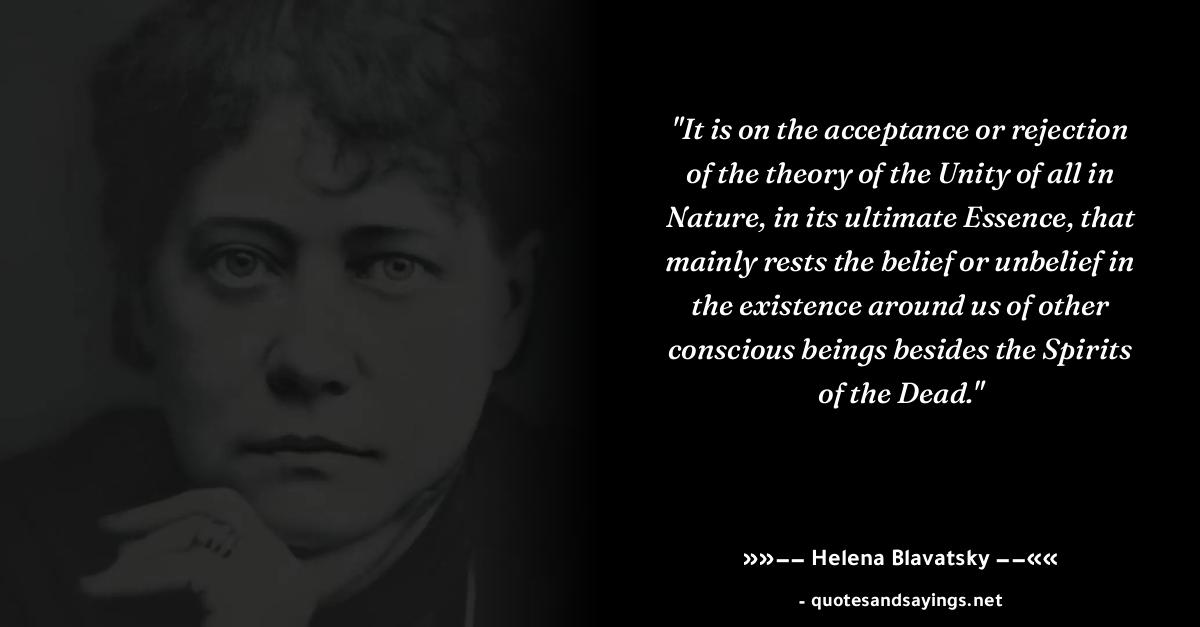 "It is on the acceptance or rejection
of the theory of the Unity of all in
Nature, in its ultimate Essence, that
mainly rests the belief or unbelief in
the existence around us of other
conscious beings besides the Spirits
of the Dead."
»»–– Helena Blavatsky ––««
- quotesandsayings.net